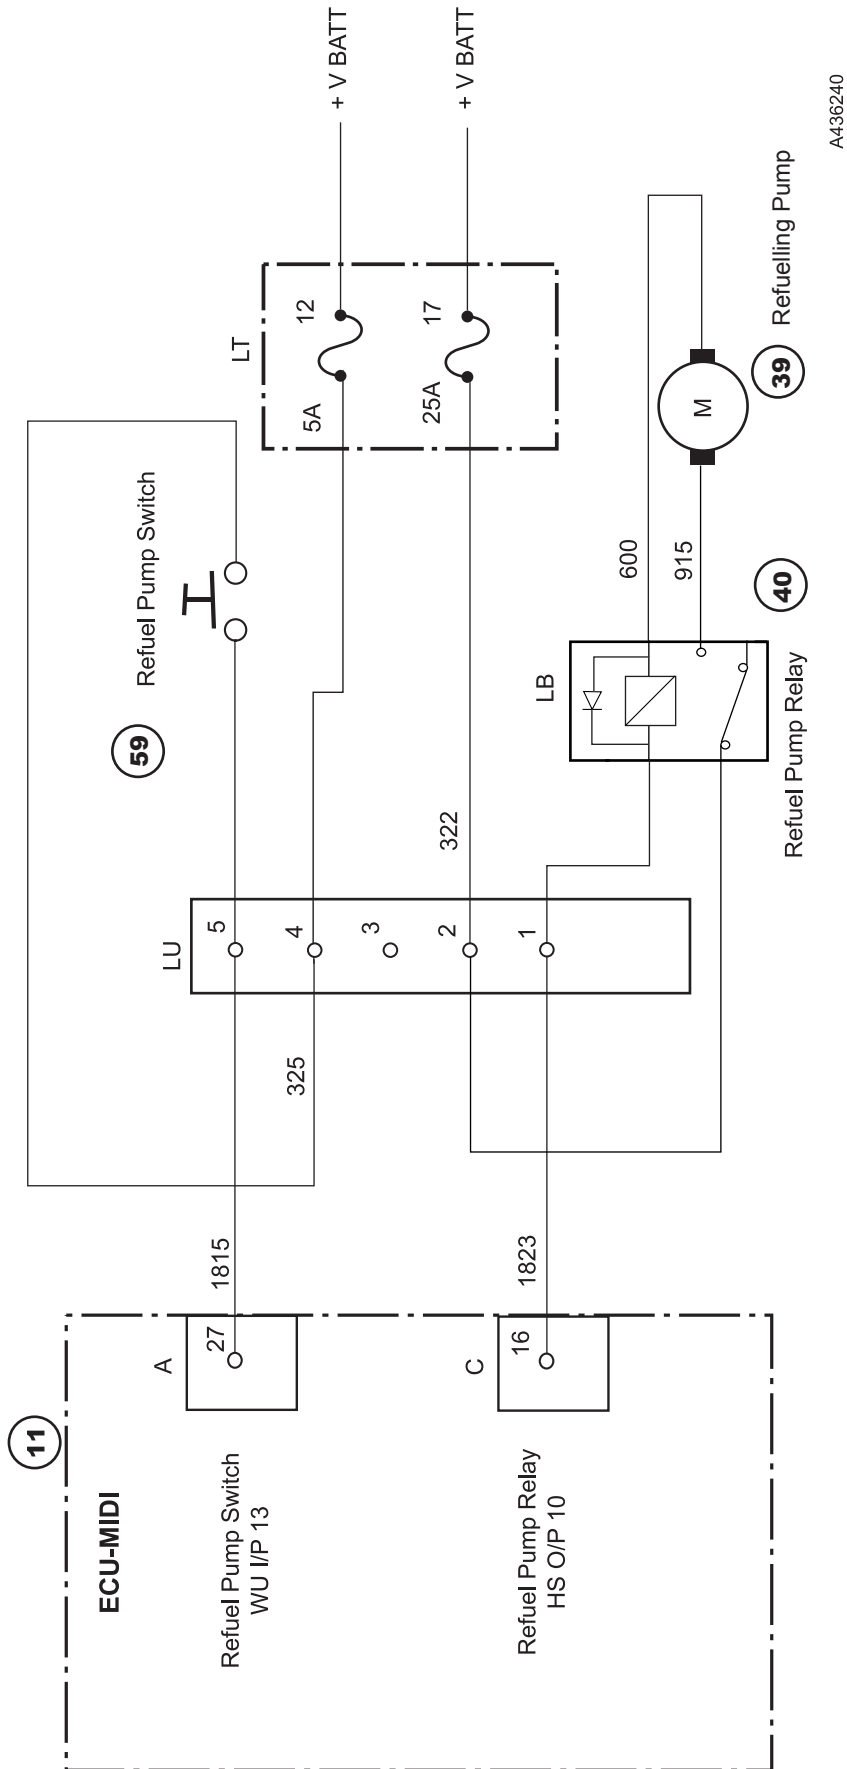 11
ECU-MIDI
Refuel Pump Switch
WU I/P 13
Refuel Pump Relay
HS O/P 10
A
27
C
16
1815
1823
325
LU
5
4
3
2
1
322
59
Refuel Pump Switch
LT
5A
12
25A
17
+ V BATT
+ V BATT
LB
Refuel Pump Relay
40
600
915
M
39
Refuelling Pump
A436240